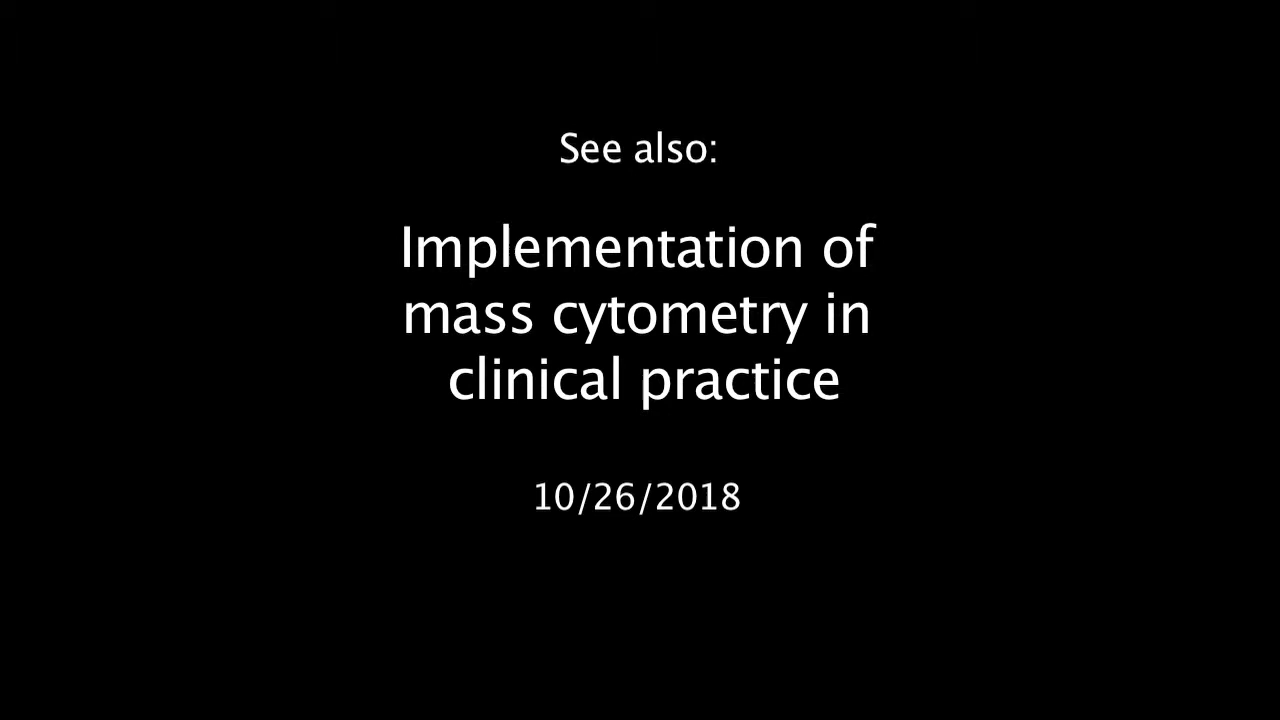 See also:
Implementation of
mass cytometry in
clinical practice
10/26/2018